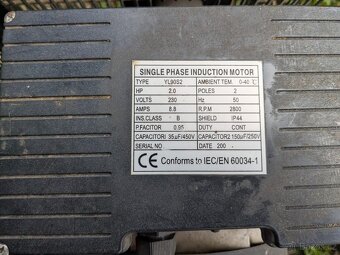 SINGLE PHASE INDUCTION MOTOR
TYPE YL90S2 AMBIENT TEM. 0-40 °C
HP 2.0 POLES 2
VOLTS 230 Hz 50
AMPS 8.8 R.P.M 2800
INS.CLASS B SHIELD IP44
P.FACITOR 0.95 DUTY CONT
CAPACITORI 35µF/450V CAPACITOR2 150µF/250V
SERIAL NO DATE 200
CE Conforms to IEC/EN 60034-1